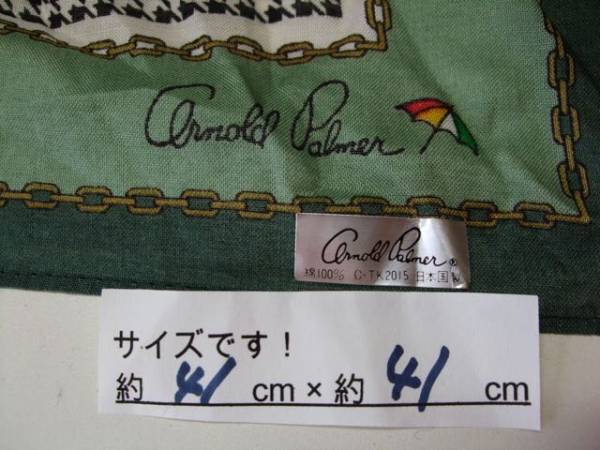 Arnold Palmer
Arnold Palmer®
綿100% C-TK2015 日本国製
サイズです!
約 41 cm×約 41 cm